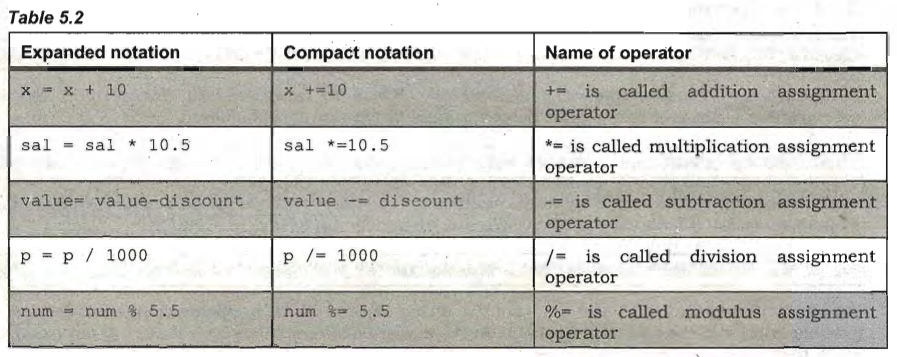 Table 5.2
Expanded notation Compact notation Name of operator
x = x + 10 x +=10 += is called addition assignment
operator
sal = sal * 10.5 sal *=10.5 *= is called multiplication assignment
operator
value= value-discount value -= discount -= is called subtraction assignment
operator
p = p / 1000 p /= 1000 /= is called division assignment
operator
num = num % 5.5 num %= 5.5 %= is called modulus assignment
operator